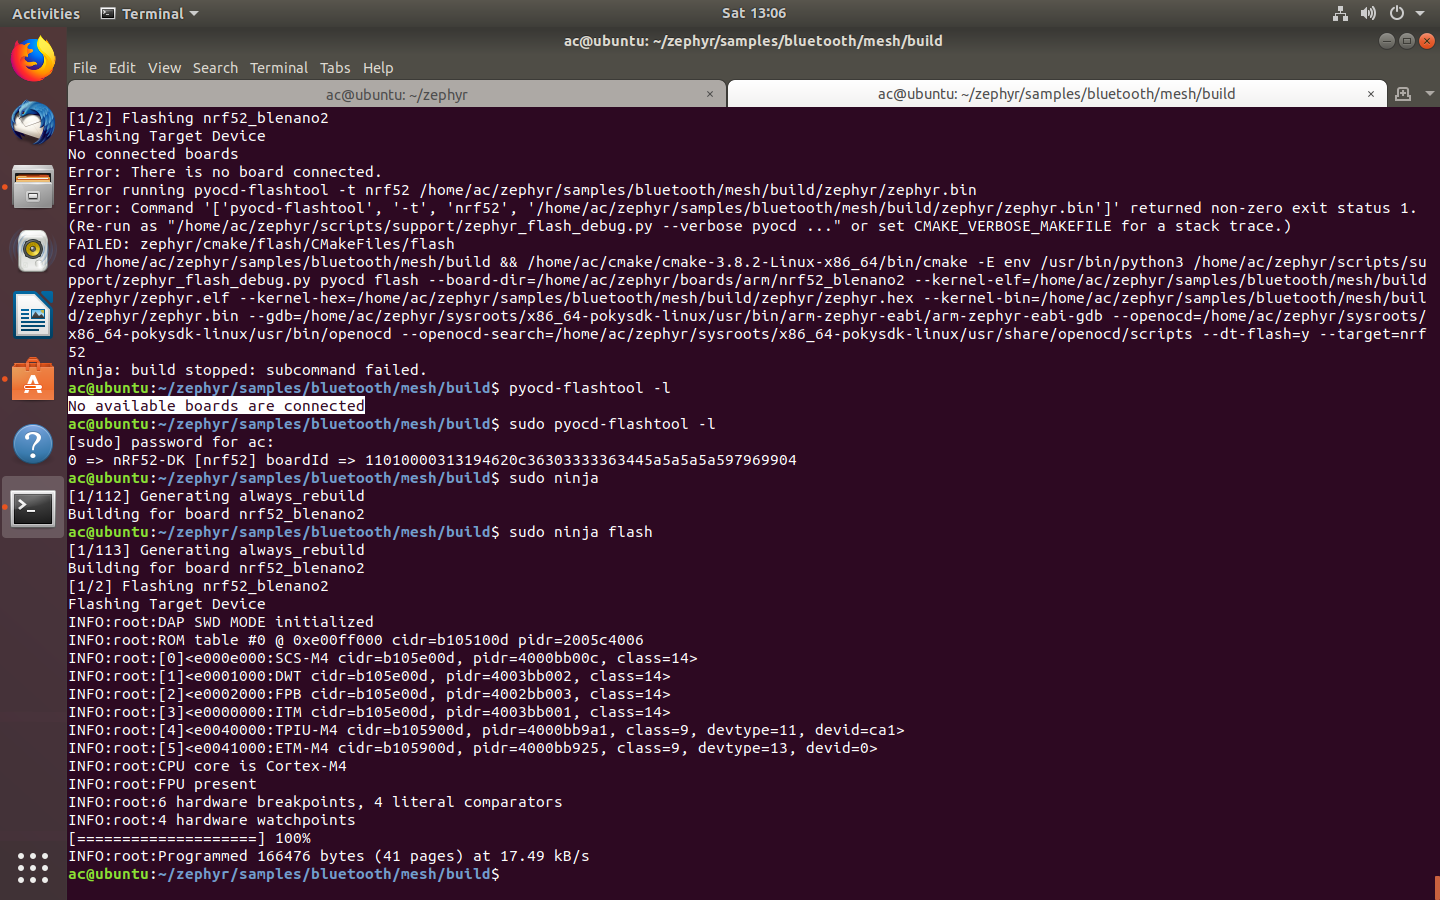 Activities
Terminal
Sat 13:06
ac@ubuntu: ~/zephyr/samples/bluetooth/mesh/build
File Edit View Search Terminal Tabs Help
ac@ubuntu: ~/zephyr
ac@ubuntu: ~/zephyr/samples/bluetooth/mesh/build
[1/2] Flashing nrf52_blenano2
Flashing Target Device
No connected boards
Error: There is no board connected.
Error running pyocd-flashtool -t nrf52 /home/ac/zephyr/samples/bluetooth/mesh/build/zephyr/zephyr.bin
Error: Command '['pyocd-flashtool', '-t', 'nrf52', '/home/ac/zephyr/samples/bluetooth/mesh/build/zephyr/zephyr.bin']' returned non-zero exit status 1.
(Re-run as "/home/ac/zephyr/scripts/support/zephyr_flash_debug.py --verbose pyocd ..." or set CMAKE_VERBOSE_MAKEFILE for a stack trace.)
FAILED: zephyr/cmake/flash/CMakeFiles/flash
cd /home/ac/zephyr/samples/bluetooth/mesh/build && /home/ac/cmake/cmake-3.8.2-Linux-x86_64/bin/cmake -E env /usr/bin/python3 /home/ac/zephyr/scripts/su
pport/zephyr_flash_debug.py pyocd flash --board-dir=/home/ac/zephyr/boards/arm/nrf52_blenano2 --kernel-elf=/home/ac/zephyr/samples/bluetooth/mesh/build
/zephyr/zephyr.elf --kernel-hex=/home/ac/zephyr/samples/bluetooth/mesh/build/zephyr/zephyr.hex --kernel-bin=/home/ac/zephyr/samples/bluetooth/mesh/buil
d/zephyr/zephyr.bin --gdb=/home/ac/zephyr/sysroots/x86_64-pokysdk-linux/usr/bin/arm-zephyr-eabi/arm-zephyr-eabi-gdb --openocd=/home/ac/zephyr/sysroots/
x86_64-pokysdk-linux/usr/bin/openocd --openocd-search=/home/ac/zephyr/sysroots/x86_64-pokysdk-linux/usr/share/openocd/scripts --dt-flash=y --target=nrf
52
ninja: build stopped: subcommand failed.
ac@ubuntu:~/zephyr/samples/bluetooth/mesh/build$ pyocd-flashtool -l
No available boards are connected
ac@ubuntu:~/zephyr/samples/bluetooth/mesh/build$ sudo pyocd-flashtool -l
[sudo] password for ac:
0 => nRF52-DK [nrf52] boardId => 11010000313194620c36303333363445a5a5a5a597969904
ac@ubuntu:~/zephyr/samples/bluetooth/mesh/build$ sudo ninja
[1/112] Generating always_rebuild
Building for board nrf52_blenano2
ac@ubuntu:~/zephyr/samples/bluetooth/mesh/build$ sudo ninja flash
[1/113] Generating always_rebuild
Building for board nrf52_blenano2
[1/2] Flashing nrf52_blenano2
Flashing Target Device
INFO:root:DAP SWD MODE initialized
INFO:root:ROM table #0 @ 0xe00ff000 cidr=b105100d pidr=2005c4006
INFO:root:[0]<e000e000:SCS-M4 cidr=b105e00d, pidr=4000bb00c, class=14>
INFO:root:[1]<e0001000:DWT cidr=b105e00d, pidr=4003bb002, class=14>
INFO:root:[2]<e0002000:FPB cidr=b105e00d, pidr=4002bb003, class=14>
INFO:root:[3]<e0000000:ITM cidr=b105e00d, pidr=4003bb001, class=14>
INFO:root:[4]<e0040000:TPIU-M4 cidr=b105900d, pidr=4000bb9a1, class=9, devtype=11, devid=ca1>
INFO:root:[5]<e0041000:ETM-M4 cidr=b105900d, pidr=4000bb925, class=9, devtype=13, devid=0>
INFO:root:CPU core is Cortex-M4
INFO:root:FPU present
INFO:root:6 hardware breakpoints, 4 literal comparators
INFO:root:4 hardware watchpoints
[====================] 100%
INFO:root:Programmed 166476 bytes (41 pages) at 17.49 kB/s
ac@ubuntu:~/zephyr/samples/bluetooth/mesh/build$